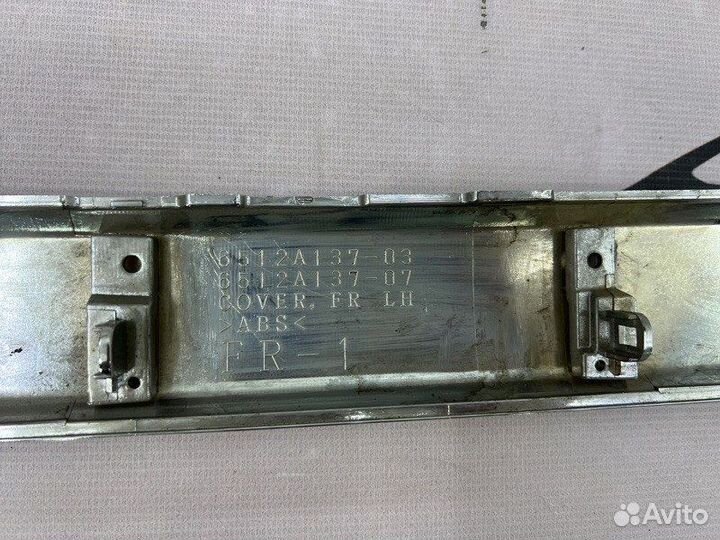 6512A137-03
6512A137-07
COVER, FR LH
>ABS<
FR-1
Avito